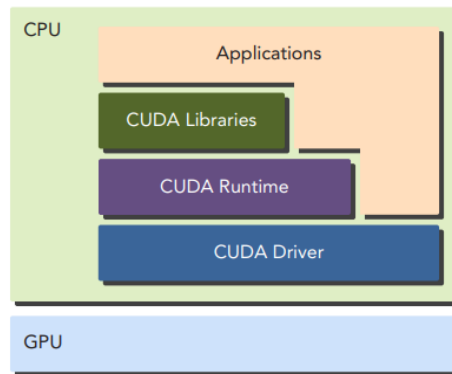 CPU
Applications
CUDA Libraries
CUDA Runtime
CUDA Driver
GPU